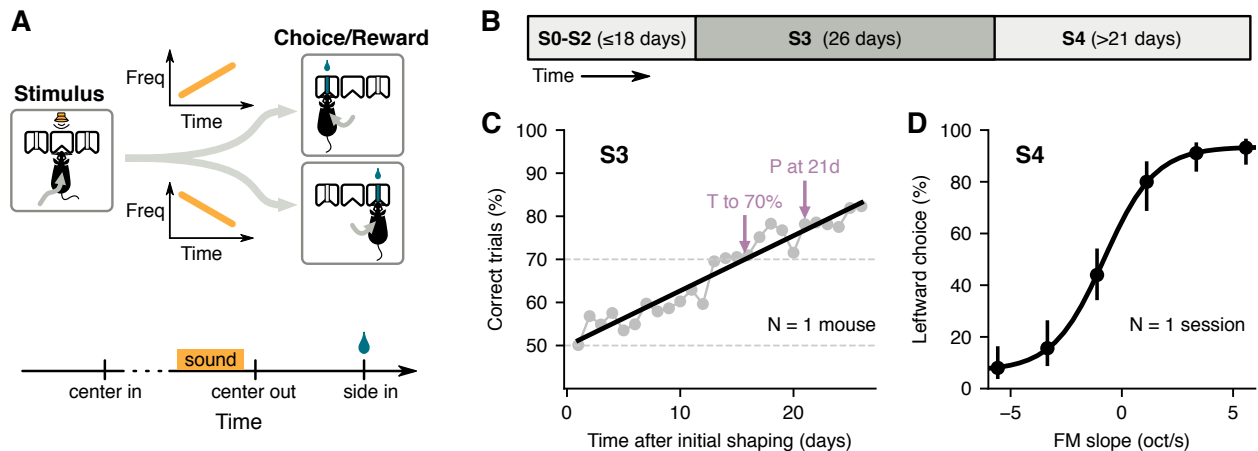 A
Stimulus
Freq
Time
Freq
Time
Choice/Reward
sound
center in
center out
side in
Time
B
S0-S2 (≤18 days)
S3 (26 days)
S4 (>21 days)
Time
C
S3
P at 21d
T to 70%
N = 1 mouse
Correct trials (%)
100
90
80
70
60
50
0
10
20
Time after initial shaping (days)
D
S4
N = 1 session
Leftward choice (%)
100
80
60
40
20
0
−5
0
5
FM slope (oct/s)